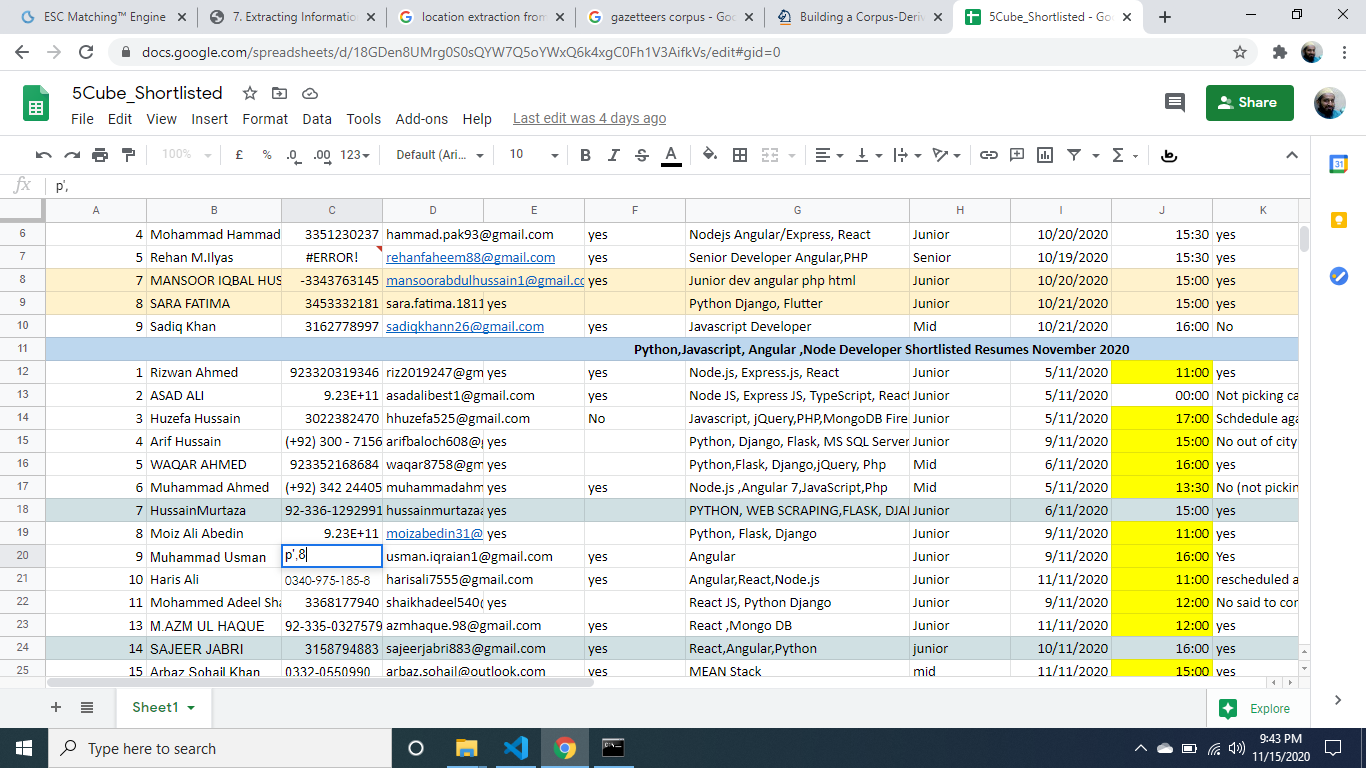 ESC Matching™ Engine
7. Extracting Informatio
location extraction from
gazetteers corpus - Goo
Building a Corpus-Deriv
5Cube_Shortlisted - Goo
docs.google.com/spreadsheets/d/18GDen8UMrg0S0sQYW7Q5oYWxQ6k4xgC0Fh1V3AifkVs/edit#gid=0
5Cube_Shortlisted
File Edit View Insert Format Data Tools Add-ons Help Last edit was 4 days ago
Share
100% £ % .0 .00 123 Default (Ari... 10 B I S A
31
fx p',
A B C D E F G H I J K
6 4 Mohammad Hammad 3351230237 hammad.pak93@gmail.com yes Nodejs Angular/Express, React Junior 10/20/2020 15:30 yes
7 5 Rehan M.Ilyas #ERROR! rehanfaheem88@gmail.com yes Senior Developer Angular,PHP Senior 10/19/2020 15:30 yes
8 7 MANSOOR IQBAL HUS -3343763145 mansoorabdulhussain1@gmail.co yes Junior dev angular php html Junior 10/20/2020 15:00 yes
9 8 SARA FATIMA 3453332181 sara.fatima.1811 yes Python Django, Flutter Junior 10/21/2020 15:00 yes
10 9 Sadiq Khan 3162778997 sadiqkhann26@gmail.com yes Javascript Developer Mid 10/21/2020 16:00 No
11 Python,Javascript, Angular ,Node Developer Shortlisted Resumes November 2020
12 1 Rizwan Ahmed 923320319346 riz2019247@gm yes yes Node.js, Express.js, React Junior 5/11/2020 11:00 yes
13 2 ASAD ALI 9.23E+11 asadalibest1@gmail.com yes Node JS, Express JS, TypeScript, React Junior 5/11/2020 00:00 Not picking ca
14 3 Huzefa Hussain 3022382470 hhuzefa525@gmail.com No Javascript, jQuery,PHP,MongoDB Fire Junior 5/11/2020 17:00 Schdedule aga
15 4 Arif Hussain (+92) 300 - 7156 arifbaloch608@g yes Python, Django, Flask, MS SQL Server Junior 9/11/2020 15:00 No out of city
16 5 WAQAR AHMED 923352168684 waqar8758@gm yes Python,Flask, Django,jQuery, Php Mid 6/11/2020 16:00 yes
17 6 Muhammad Ahmed (+92) 342 24405 muhammadahm yes yes Node.js ,Angular 7,JavaScript,Php Mid 5/11/2020 13:30 No (not pickin
18 7 HussainMurtaza 92-336-1292991 hussainmurtaza yes PYTHON, WEB SCRAPING,FLASK, DJA Junior 6/11/2020 15:00 yes
19 8 Moiz Ali Abedin 9.23E+11 moizabedin31@ yes Python, Flask, Django Junior 9/11/2020 11:00 yes
20 9 Muhammad Usman p',8 usman.iqraian1@gmail.com yes Angular Junior 9/11/2020 16:00 Yes
21 10 Haris Ali 0340-975-185-8 harisali7555@gmail.com yes Angular,React,Node.js Junior 11/11/2020 11:00 rescheduled a
22 11 Mohammed Adeel Sha 3368177940 shaikhadeel540@ yes React JS, Python Django Junior 9/11/2020 12:00 No said to con
23 13 M.AZM UL HAQUE 92-335-0327579 azmhaque.98@gmail.com yes React ,Mongo DB Junior 11/11/2020 12:00 yes
24 14 SAJEER JABRI 3158794883 sajeerjabri883@gmail.com yes React,Angular,Python junior 10/11/2020 16:00 yes
25 15 Arbaz Sohail Khan 0332-0550990 arbaz.sohail@outlook.com yes MEAN Stack mid 11/11/2020 15:00 yes
Sheet1
Explore
Type here to search
9:43 PM
11/15/2020